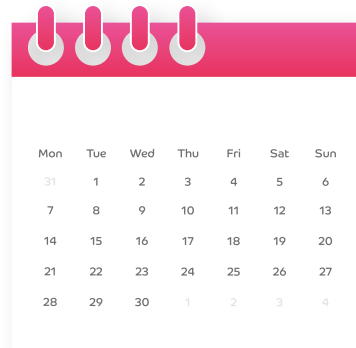 Mon Tue Wed Thu Fri Sat Sun
31 1 2 3 4 5 6
7 8 9 10 11 12 13
14 15 16 17 18 19 20
21 22 23 24 25 26 27
28 29 30 1 2 3 4